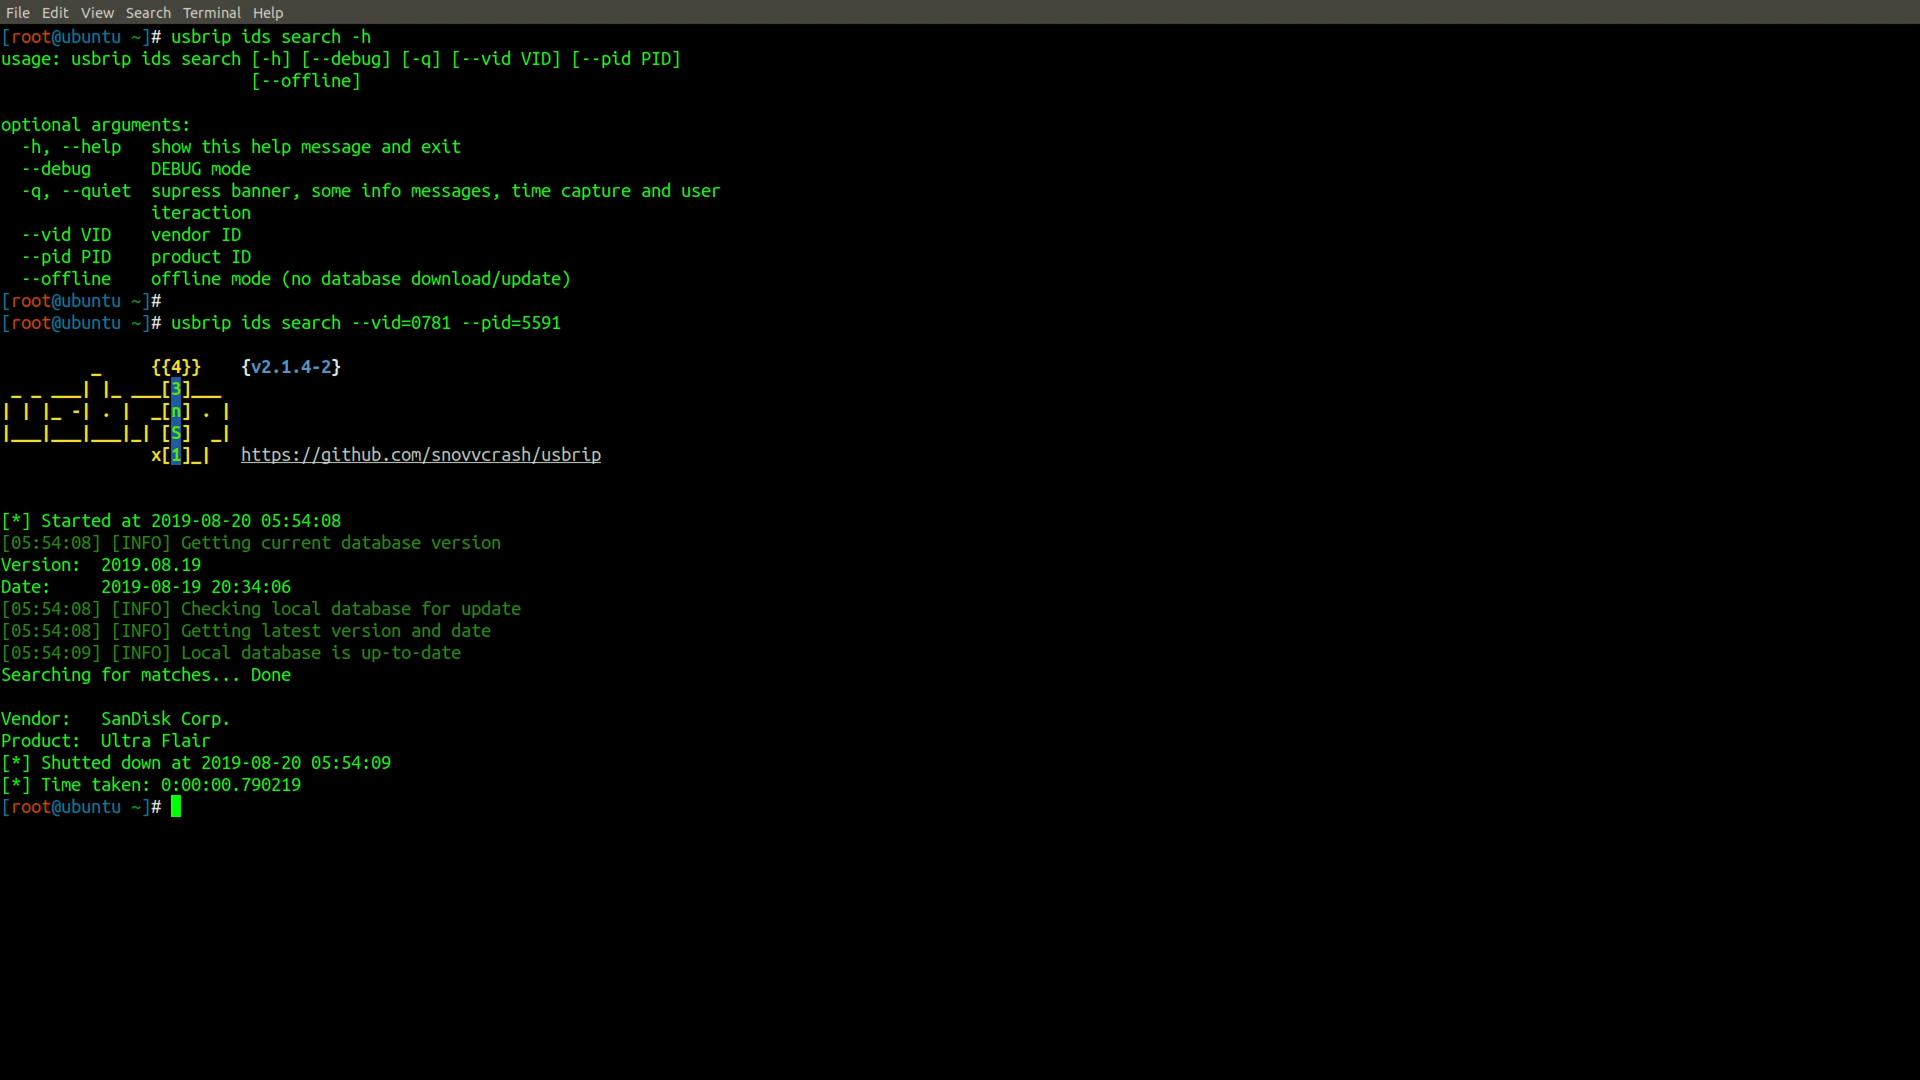 File Edit View Search Terminal Help
[root@ubuntu ~]# usbrip ids search -h
usage: usbrip ids search [-h] [--debug] [-q] [--vid VID] [--pid PID]
                         [--offline]

optional arguments:
  -h, --help   show this help message and exit
  --debug      DEBUG mode
  -q, --quiet  supress banner, some info messages, time capture and user
               iteraction
  --vid VID    vendor ID
  --pid PID    product ID
  --offline    offline mode (no database download/update)
[root@ubuntu ~]#
[root@ubuntu ~]# usbrip ids search --vid=0781 --pid=5591

         _     {{4}}    {v2.1.4-2}
 _ _ ___| |_ ___[3]___
| | |_ -| . |  _[n] . |
|___|___|___|_| [S]  _|
               x[1]_|   https://github.com/snovvcrash/usbrip


[*] Started at 2019-08-20 05:54:08
[05:54:08] [INFO] Getting current database version
Version:  2019.08.19
Date:     2019-08-19 20:34:06
[05:54:08] [INFO] Checking local database for update
[05:54:08] [INFO] Getting latest version and date
[05:54:09] [INFO] Local database is up-to-date
Searching for matches... Done

Vendor:   SanDisk Corp.
Product:  Ultra Flair
[*] Shutted down at 2019-08-20 05:54:09
[*] Time taken: 0:00:00.790219
[root@ubuntu ~]#